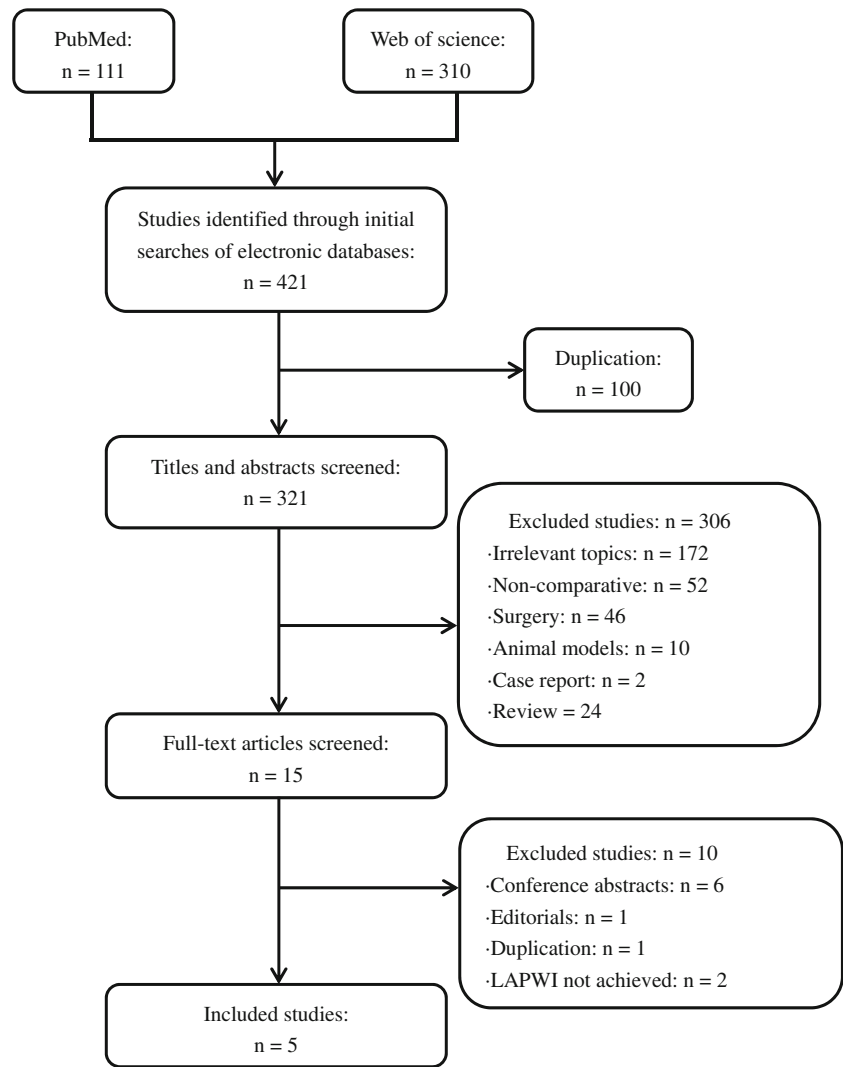 PubMed:
n = 111
Web of science:
n = 310
Studies identified through initial
searches of electronic databases:
n = 421
Duplication:
n = 100
Titles and abstracts screened:
n = 321
Excluded studies: n = 306
·Irrelevant topics: n = 172
·Non-comparative: n = 52
·Surgery: n = 46
·Animal models: n = 10
·Case report: n = 2
·Review = 24
Full-text articles screened:
n = 15
Excluded studies: n = 10
·Conference abstracts: n = 6
·Editorials: n = 1
·Duplication: n = 1
·LAPWI not achieved: n = 2
Included studies:
n = 5